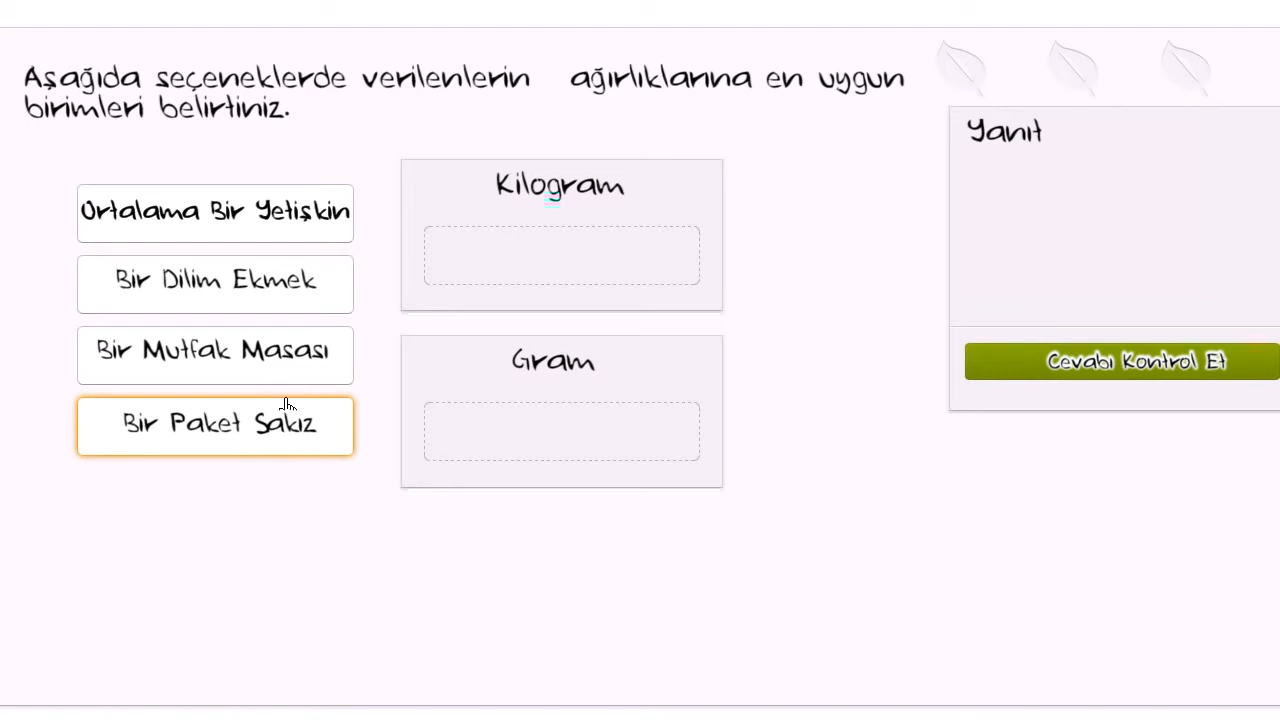 Aşağıda seçeneklerde verilenlerin ağırlıklarına en uygun
birimleri belirtiniz.
Ortalama Bir Yetişkin
Bir Dilim Ekmek
Bir Mutfak Masası
Bir Paket Sakız
Kilogram
Gram
Yanıt
Cevabı Kontrol Et